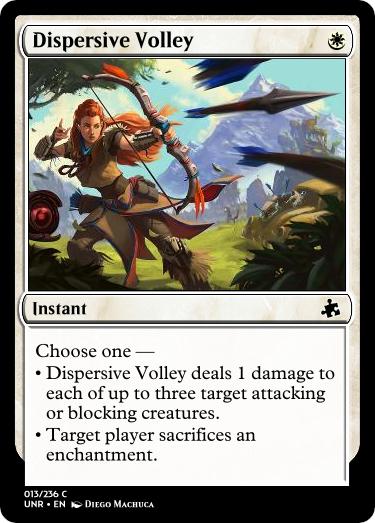 Dispersive Volley
Instant
Choose one —
• Dispersive Volley deals 1 damage to
each of up to three target attacking
or blocking creatures.
• Target player sacrifices an
enchantment.
013/236 C
UNR • EN Diego Machuca